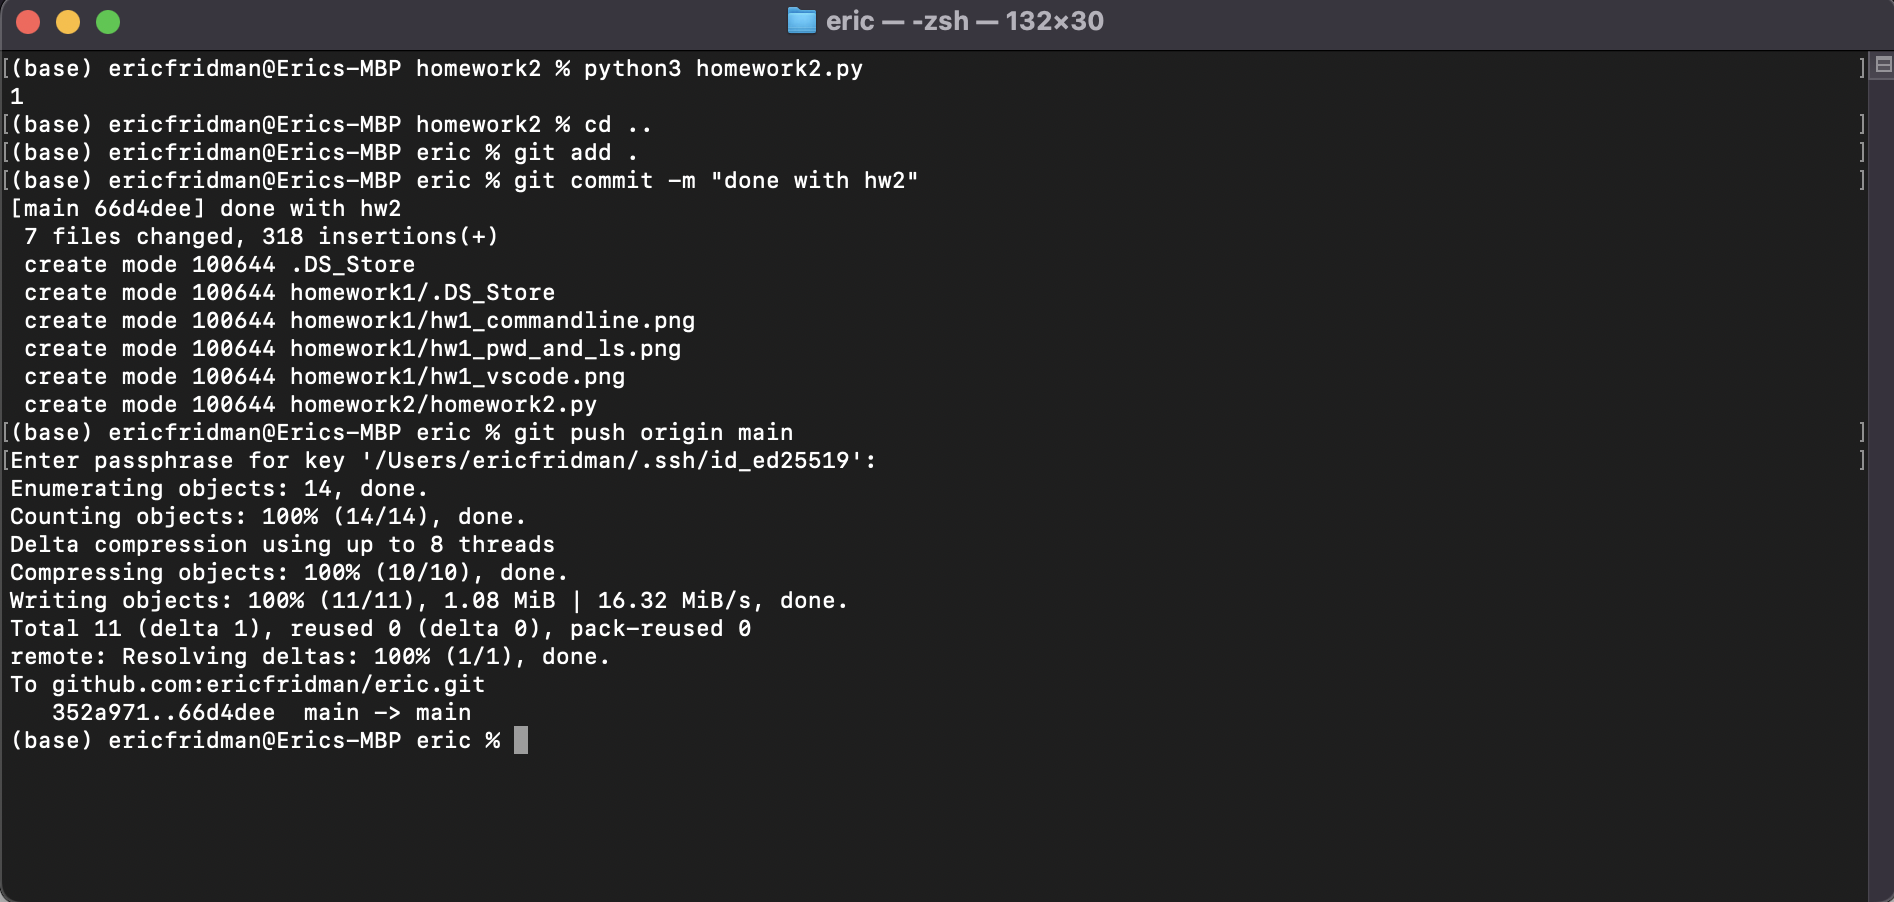 eric — -zsh — 132×30
[(base) ericfridman@Erics-MBP homework2 % python3 homework2.py ]
1
[(base) ericfridman@Erics-MBP homework2 % cd .. ]
[(base) ericfridman@Erics-MBP eric % git add . ]
[(base) ericfridman@Erics-MBP eric % git commit -m "done with hw2" ]
[main 66d4dee] done with hw2
 7 files changed, 318 insertions(+)
 create mode 100644 .DS_Store
 create mode 100644 homework1/.DS_Store
 create mode 100644 homework1/hw1_commandline.png
 create mode 100644 homework1/hw1_pwd_and_ls.png
 create mode 100644 homework1/hw1_vscode.png
 create mode 100644 homework2/homework2.py
[(base) ericfridman@Erics-MBP eric % git push origin main ]
[Enter passphrase for key '/Users/ericfridman/.ssh/id_ed25519': ]
Enumerating objects: 14, done.
Counting objects: 100% (14/14), done.
Delta compression using up to 8 threads
Compressing objects: 100% (10/10), done.
Writing objects: 100% (11/11), 1.08 MiB | 16.32 MiB/s, done.
Total 11 (delta 1), reused 0 (delta 0), pack-reused 0
remote: Resolving deltas: 100% (1/1), done.
To github.com:ericfridman/eric.git
   352a971..66d4dee  main -> main
(base) ericfridman@Erics-MBP eric %